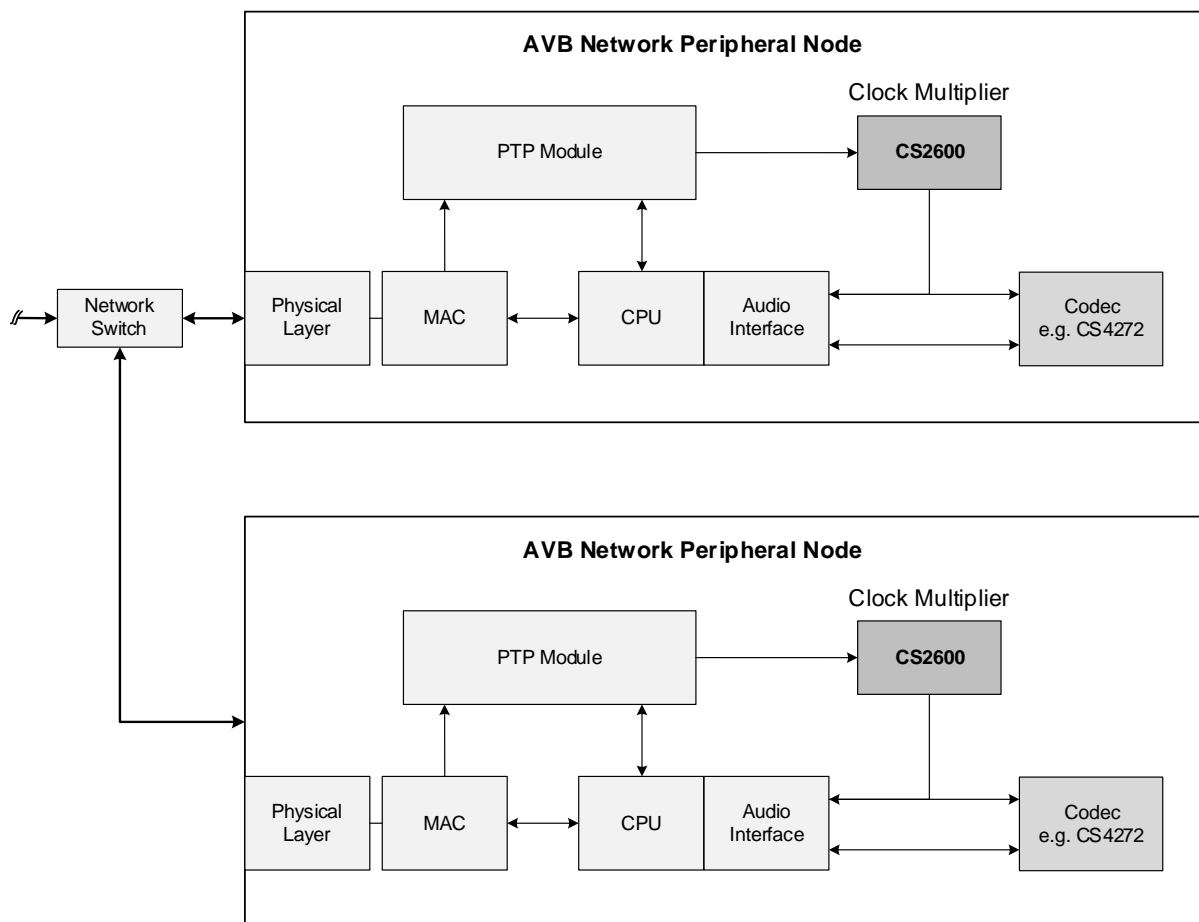 AVB Network Peripheral Node
Clock Multiplier
PTP Module
CS2600
Network
Switch
Physical
Layer
MAC
CPU
Audio
Interface
Codec
e.g. CS4272
AVB Network Peripheral Node
Clock Multiplier
PTP Module
CS2600
Physical
Layer
MAC
CPU
Audio
Interface
Codec
e.g. CS4272